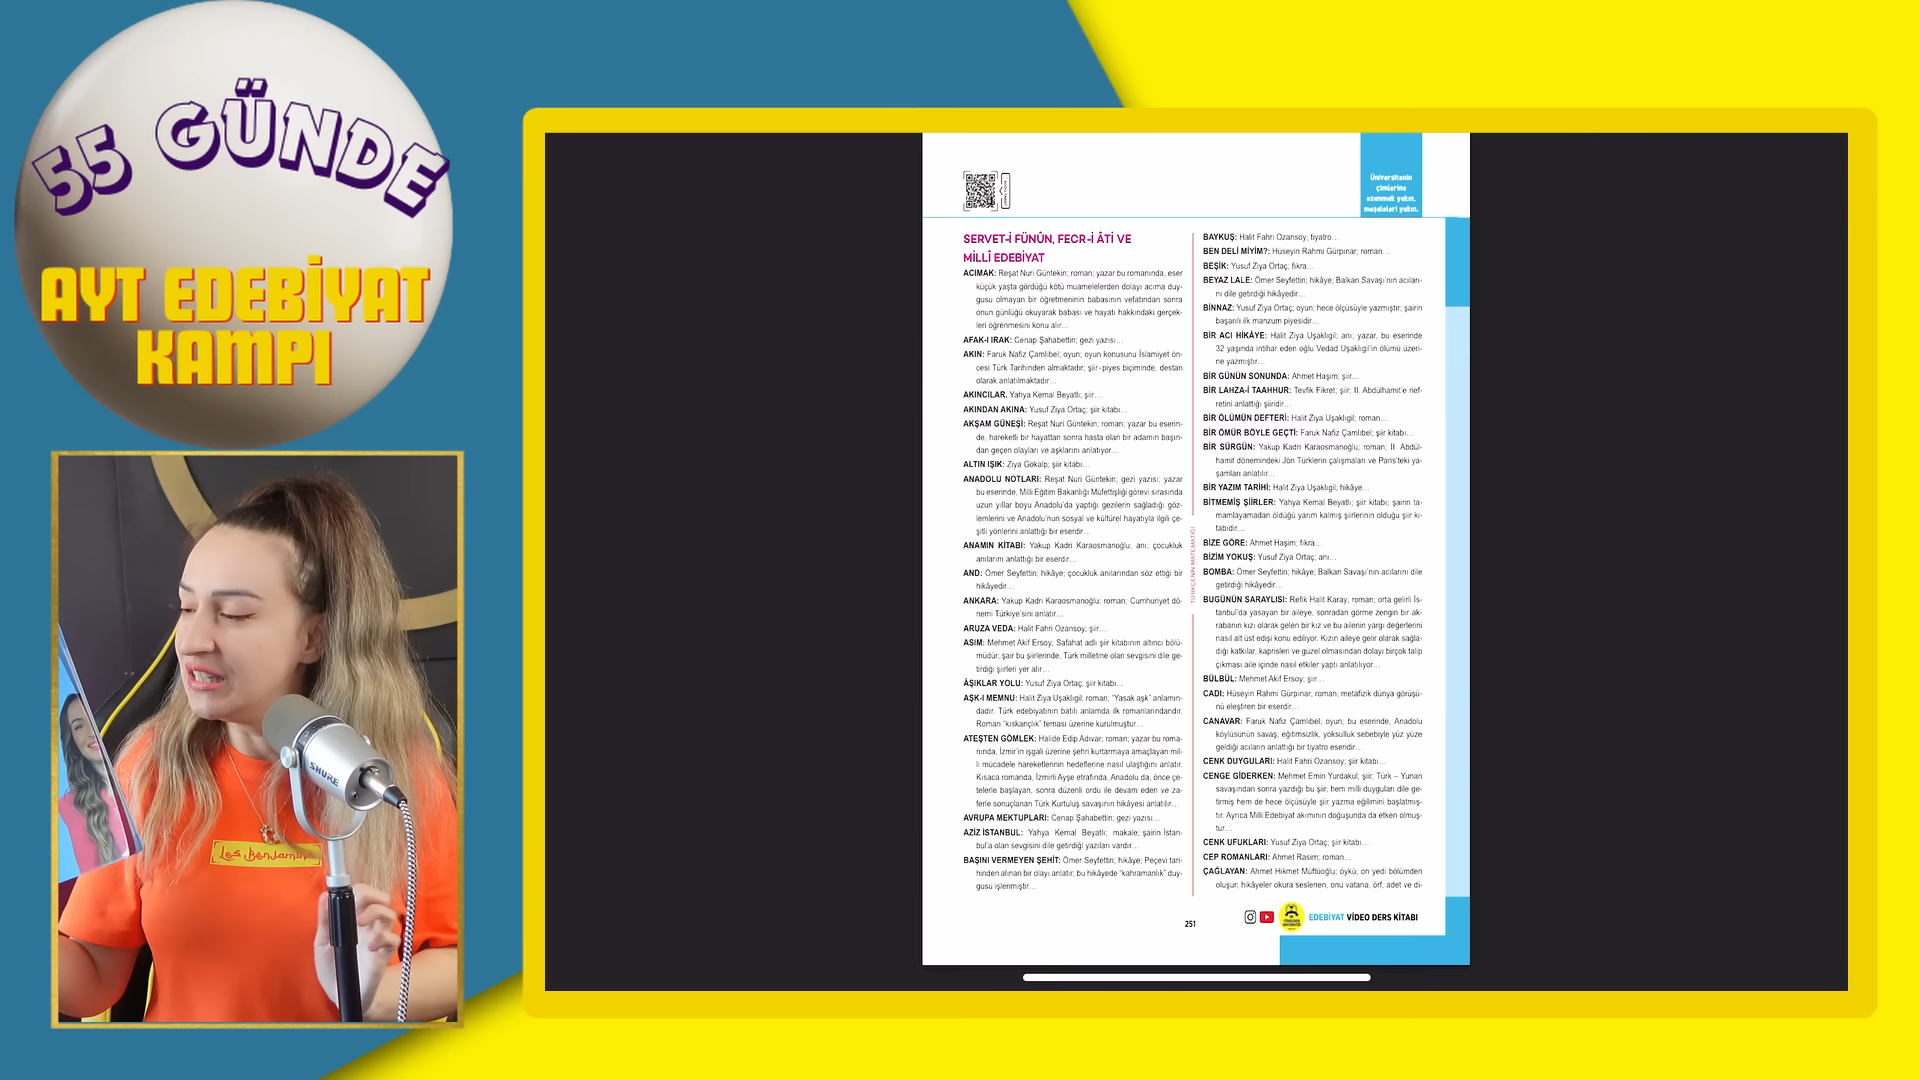 55 GÜNDE
AYT EDEBİYAT
KAMPI
SHURE
Les Benjamins
Üniversitenin
çimlerine
uzanmak yakın,
meşaleleri yakın.
SERVET-İ FÜNÛN, FECR-İ ÂTİ VE
MİLLÎ EDEBİYAT
ACIMAK: Reşat Nuri Güntekin; roman; yazar bu romanında, eser
küçük yaşta gördüğü kötü muamelelerden dolayı acıma duy-
gusu olmayan bir öğretmeninin babasının vefatından sonra
onun günlüğü okuyarak babası ve hayatı hakkındaki gerçek-
leri öğrenmesini konu alır...
AFAK-I IRAK: Cenap Şahabettin; gezi yazısı...
AKIN: Faruk Nafiz Çamlıbel; oyun; oyun konusunu İslamiyet ön-
cesi Türk Tarihinden almaktadır; şiir-piyes biçiminde, destan
olarak anlatılmaktadır...
AKINCILAR. Yahya Kemal Beyatlı; şiir...
AKINDAN AKINA: Yusuf Ziya Ortaç; şiir kitabı...
AKŞAM GÜNEŞİ: Reşat Nuri Güntekin; roman; yazar bu eserin-
de, hareketli bir hayattan sonra hasta olan bir adamın başın-
dan geçen olayları ve aşklarını anlatıyor...
ALTIN IŞIK: Ziya Gökalp; şiir kitabı...
ANADOLU NOTLARI: Reşat Nuri Güntekin; gezi yazısı; yazar
bu eserinde, Milli Eğitim Bakanlığı Müfettişliği görevi sırasında
uzun yıllar boyu Anadolu'da yaptığı gezilerin sağladığı göz-
lemlerini ve Anadolu'nun sosyal ve kültürel hayatıyla ilgili çe-
şitli yönlerini anlattığı bir eserdir...
ANAMIN KİTABI: Yakup Kadri Karaosmanoğlu; anı; çocukluk
anılarını anlattığı bir eserdir...
AND: Ömer Seyfettin; hikâye; çocukluk anılarından söz ettiği bir
hikâyedir...
ANKARA: Yakup Kadri Karaosmanoğlu; roman; Cumhuriyet dö-
nemi Türkiye'sini anlatır...
ARUZA VEDA: Halit Fahri Ozansoy; şiir...
ASIM: Mehmet Akif Ersoy; Safahat adlı şiir kitabının altıncı bölü-
müdür; şair bu şiirlerinde, Türk milletine olan sevgisini dile ge-
tirdiği şiirleri yer alır...
ÂŞIKLAR YOLU: Yusuf Ziya Ortaç; şiir kitabı...
AŞK-I MEMNU: Halit Ziya Uşaklıgil; roman; "Yasak aşk" anlamın-
dadır. Türk edebiyatının batılı anlamda ilk romanlarındandır.
Roman "kıskançlık" teması üzerine kurulmuştur...
ATEŞTEN GÖMLEK: Halide Edip Adıvar; roman; yazar bu roma-
nında, İzmir'in işgali üzerine şehri kurtarmaya amaçlayan mil-
li mücadele hareketlerinin hedeflerine nasıl ulaştığını anlatır.
Kısaca romanda, İzmirli Ayşe etrafında, Anadolu da, önce çe-
telerle başlayan, sonra düzenli ordu ile devam eden ve za-
ferle sonuçlanan Türk Kurtuluş savaşının hikâyesi anlatılır...
AVRUPA MEKTUPLARI: Cenap Şahabettin; gezi yazısı...
AZİZ İSTANBUL: Yahya Kemal Beyatlı; makale; şairin İstan-
bul'a olan sevgisini dile getirdiği yazıları vardır...
BAŞINI VERMEYEN ŞEHİT: Ömer Seyfettin; hikâye; Peçevi tari-
hinden alınan bir olayı anlatır; bu hikâyede "kahramanlık" duy-
gusu işlenmiştir...
TÜRKÇENİN MATEMATİĞİ
BAYKUŞ: Halit Fahri Ozansoy; tiyatro...
BEN DELİ MİYİM?: Hüseyin Rahmi Gürpınar; roman...
BEŞİK: Yusuf Ziya Ortaç; fıkra...
BEYAZ LALE: Ömer Seyfettin; hikâye; Balkan Savaşı'nın acıları-
nı dile getirdiği hikâyedir...
BİNNAZ: Yusuf Ziya Ortaç; oyun; hece ölçüsüyle yazmıştır; şairin
başarılı ilk manzum piyesidir...
BİR ACI HİKÂYE: Halit Ziya Uşaklıgil; anı; yazar, bu eserinde
32 yaşında intihar eden oğlu Vedad Uşaklıgil'in ölümü üzeri-
ne yazmıştır...
BİR GÜNÜN SONUNDA: Ahmet Haşim; şiir...
BİR LAHZA-İ TAAHHUR: Tevfik Fikret; şiir; II. Abdülhamit'e nef-
retini anlattığı şiiridir...
BİR ÖLÜMÜN DEFTERİ: Halit Ziya Uşaklıgil; roman...
BİR ÖMÜR BÖYLE GEÇTİ: Faruk Nafiz Çamlıbel; şiir kitabı...
BİR SÜRGÜN: Yakup Kadri Karaosmanoğlu; roman; II. Abdül-
hamit dönemindeki Jön Türklerin çalışmaları ve Paris'teki ya-
şamları anlatılır...
BİR YAZIM TARİHİ: Halit Ziya Uşaklıgil; hikâye...
BİTMEMİŞ ŞİİRLER: Yahya Kemal Beyatlı; şiir kitabı; şairin ta-
mamlayamadan öldüğü yarım kalmış şiirlerinin olduğu şiir ki-
tabıdır...
BİZE GÖRE: Ahmet Haşim; fıkra...
BİZİM YOKUŞ: Yusuf Ziya Ortaç; anı...
BOMBA: Ömer Seyfettin; hikâye; Balkan Savaşı'nın acılarını dile
getirdiği hikâyedir...
BUGÜNÜN SARAYLISI: Refik Halit Karay, roman; orta gelirli İs-
tanbul'da yaşayan bir aileye, sonradan görme zengin bir ak-
rabanın kızı olarak gelen bir kız ve bu ailenin yargı değerlerini
nasıl alt üst edişi konu ediliyor. Kızın aileye gelir olarak sağla-
dığı katkılar, kaprisleri ve güzel olmasından dolayı birçok talip
çıkması aile içinde nasıl etkiler yaptı anlatılıyor...
BÜLBÜL: Mehmet Akif Ersoy; şiir...
CADI: Hüseyin Rahmi Gürpınar; roman; metafizik dünya görüşü-
nü eleştiren bir eserdir...
CANAVAR: Faruk Nafiz Çamlıbel; oyun; bu eserinde, Anadolu
köylüsünün savaş, eğitimsizlik, yoksulluk sebebiyle yüz yüze
geldiği acıların anlattığı bir tiyatro eseridir...
CENK DUYGULARI: Halit Fahri Ozansoy; şiir kitabı...
CENGE GİDERKEN: Mehmet Emin Yurdakul; şiir; Türk – Yunan
savaşından sonra yazdığı bu şiir, hem milli duyguları dile ge-
tirmiş hem de hece ölçüsüyle şiir yazma eğilimini başlatmış-
tır. Ayrıca Milli Edebiyat akımının doğuşunda da etken olmuş-
tur...
CENK UFUKLARI: Yusuf Ziya Ortaç; şiir kitabı...
CEP ROMANLARI: Ahmet Rasim; roman...
ÇAĞLAYAN: Ahmet Hikmet Müftüoğlu; öykü; on yedi bölümden
oluşur; hikâyeler okura seslenen, onu vatana, örf, adet ve di-
251
EDEBİYAT VİDEO DERS KİTABI